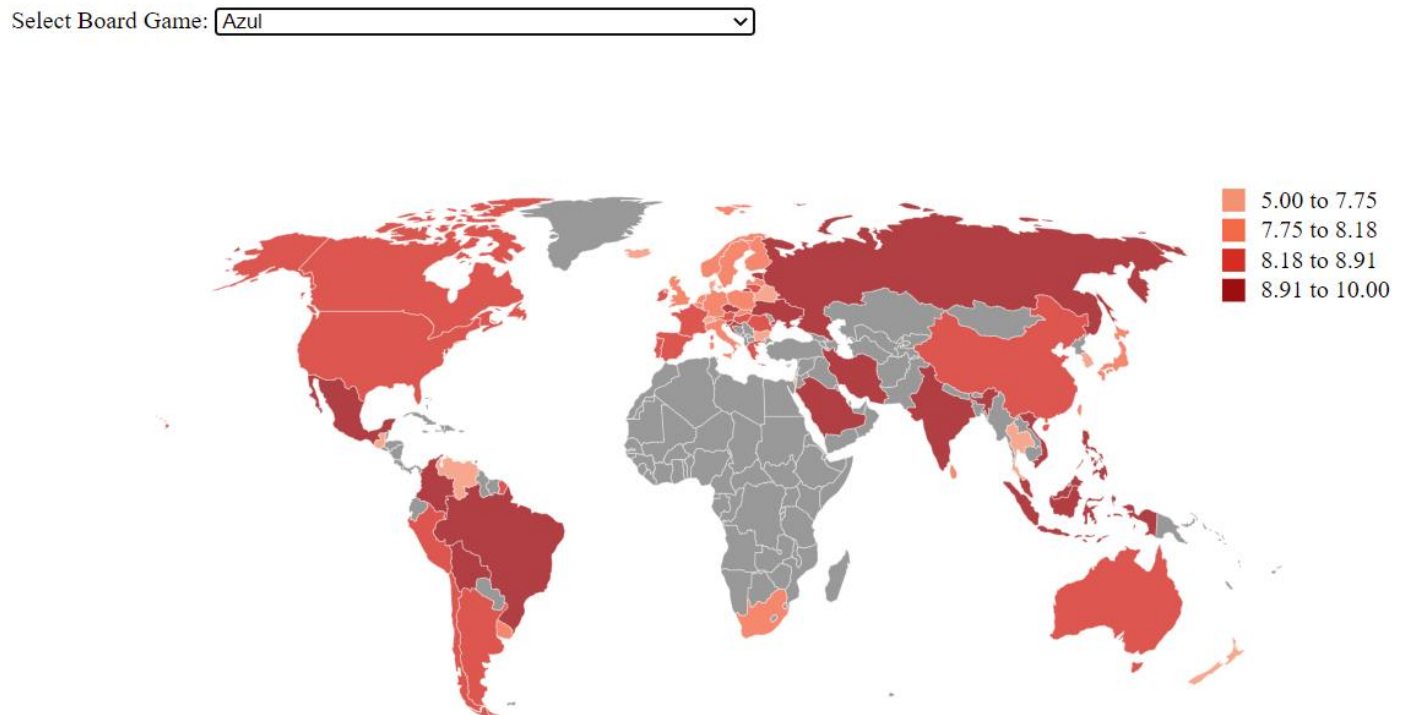 Select Board Game: Azul
5.00 to 7.75
7.75 to 8.18
8.18 to 8.91
8.91 to 10.00